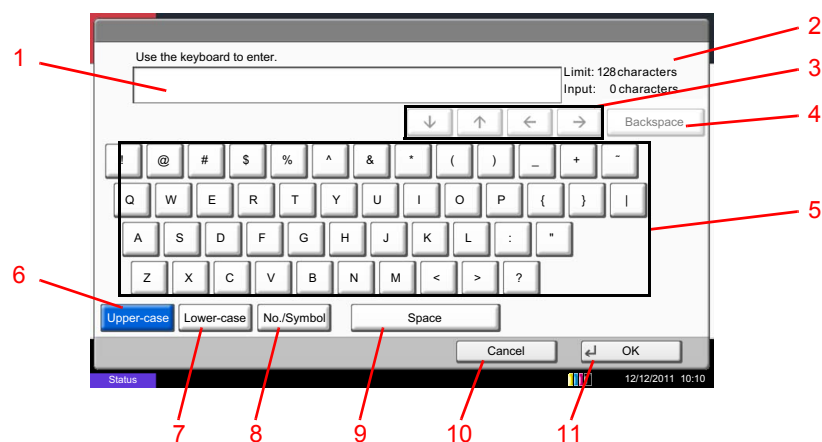 2
Use the keyboard to enter.
1
Limit: 128 characters
3
Input: 0 characters
↓ ↑ ← → Backspace
4
! @ # $ % ^ & * ( ) _ + ~
Q W E R T Y U I O P { } |
5
A S D F G H J K L : "
6
Z X C V B N M < > ?
Upper-case Lower-case No./Symbol Space
Cancel OK
Status 12/12/2011 10:10
7 8 9 10 11